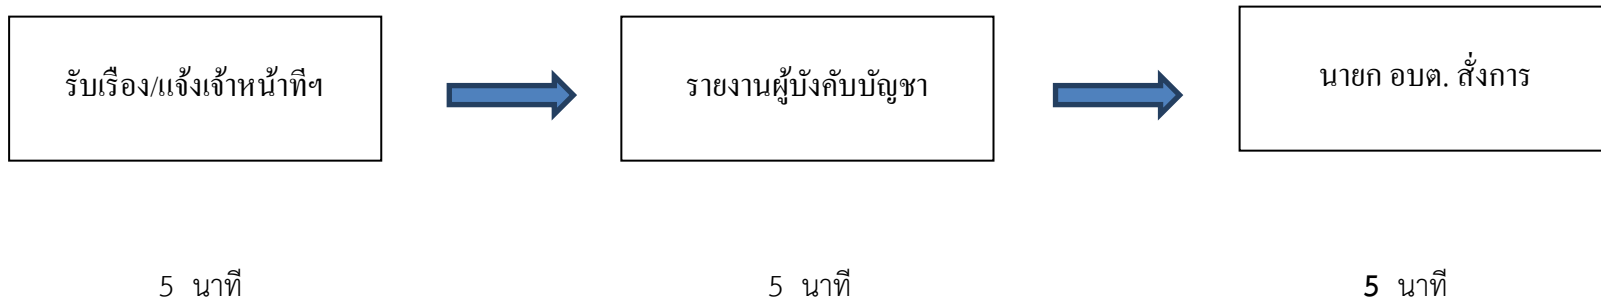 รับเรื่อง/แจ้งเจ้าหน้าที่ฯ
รายงานผู้บังคับบัญชา
นายก อบต. สั่งการ
5 นาที
5 นาที
5 นาที